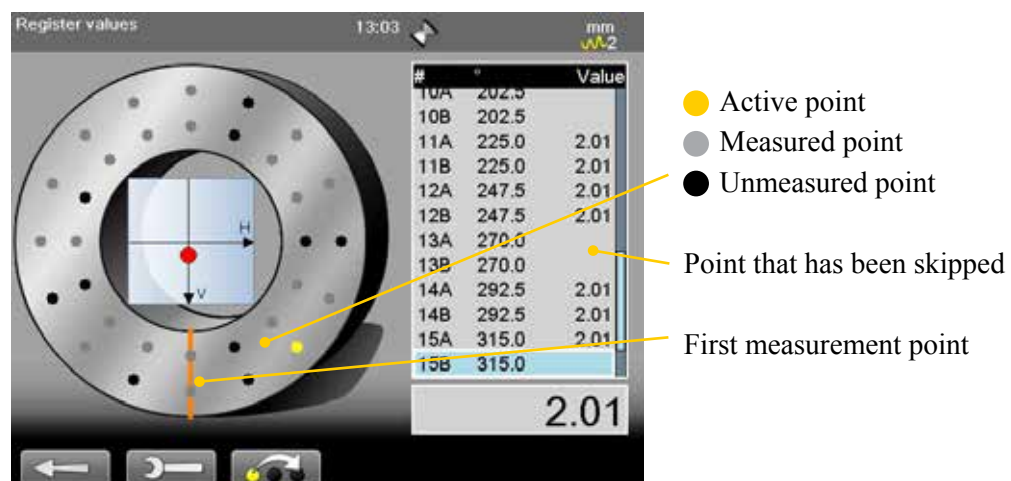 Register values
13:03
mm
2
# ° Value
10A 202.5
10B 202.5
11A 225.0 2.01
11B 225.0 2.01
12A 247.5 2.01
12B 247.5 2.01
13A 270.0
13B 270.0
14A 292.5 2.01
14B 292.5 2.01
15A 315.0 2.01
15B 315.0
2.01
H
V
Active point
Measured point
Unmeasured point
Point that has been skipped
First measurement point